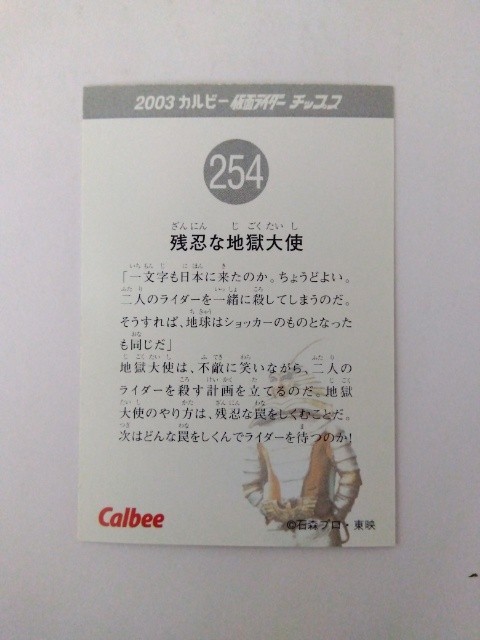 2003 カルビー 仮面ライダー チップス
254
ざんにん じごくたいし
残忍な地獄大使
いちもんじ にほん き
「一文字も日本に来たのか。ちょうどよい。
ふたり いっしょ ころ
二人のライダーを一緒に殺してしまうのだ。
ちきゅう
そうすれば、地球はショッカーのものとなった
おな
も同じだ」
じごくたいし ふてき わら ふたり
地獄大使は、不敵に笑いながら、二人の
ころ けいかく た じごく
ライダーを殺す計画を立てるのだ。地獄
たいし かた ざんにん わな
大使のやり方は、残忍な罠をしくむことだ。
つぎ わな ま
次はどんな罠をしくんでライダーを待つのか!
Calbee
©石森プロ・東映